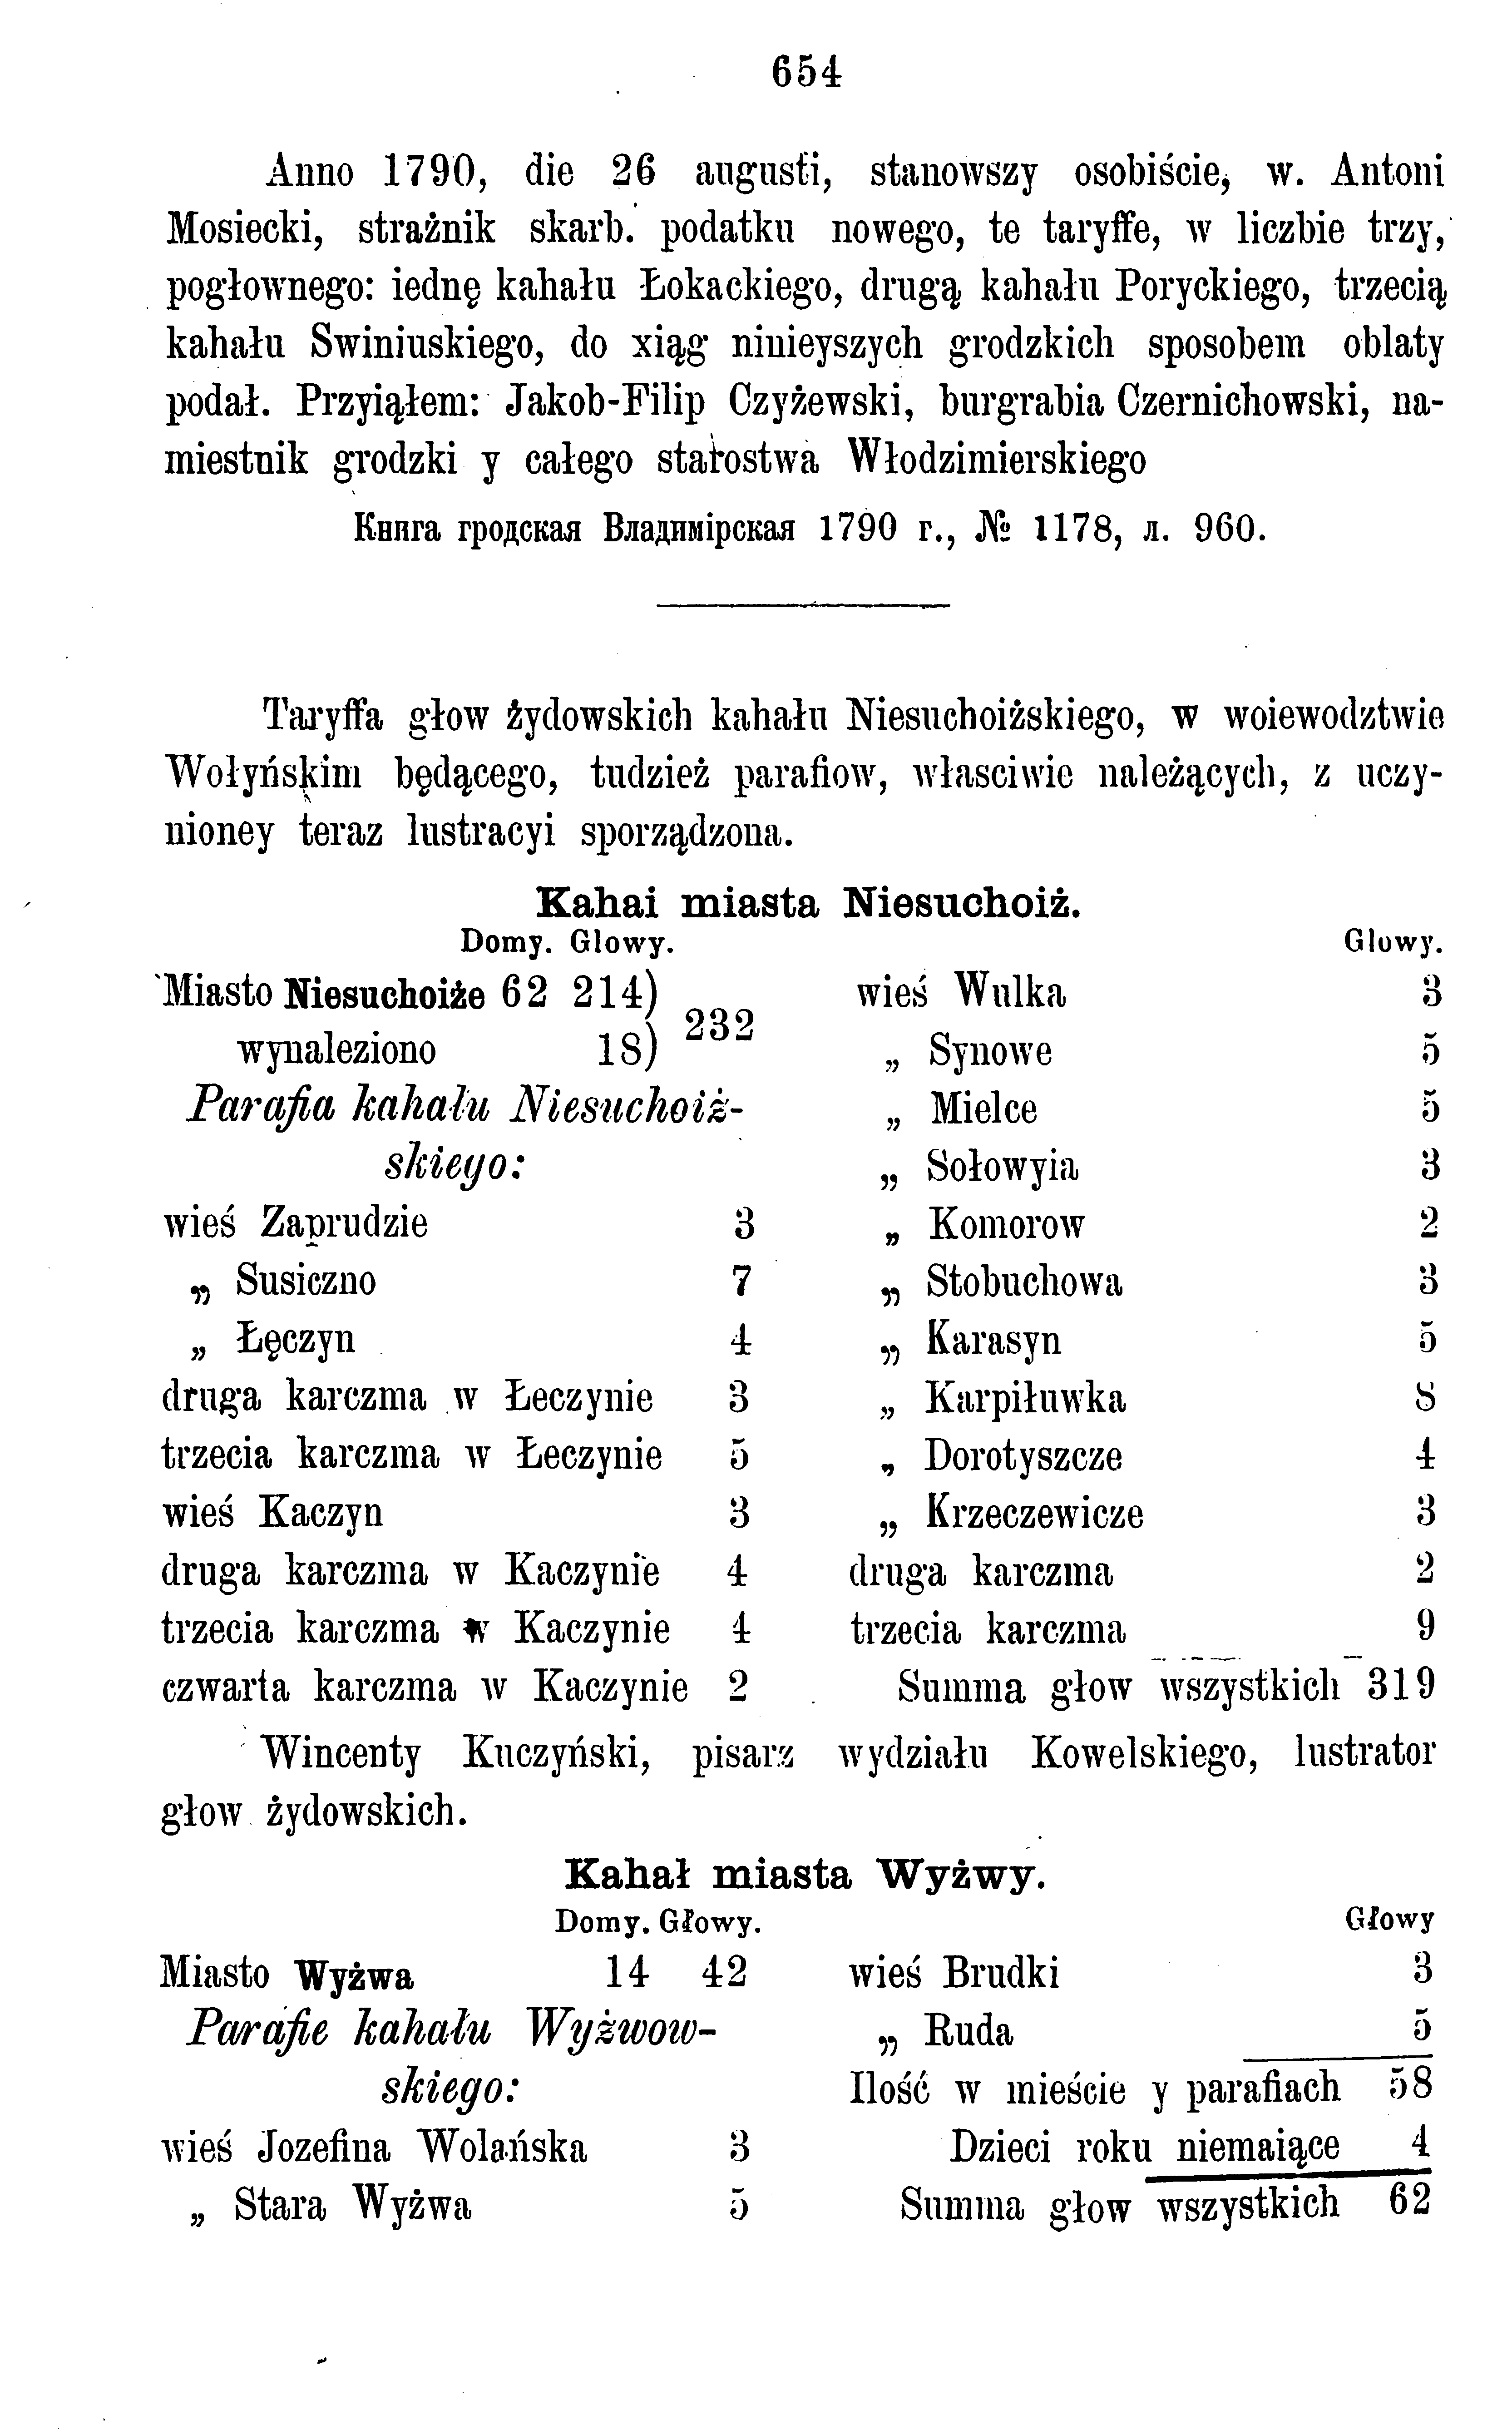 654
Anno 1790, die 26 augusti, stanowszy osobiście, w. Antoni
Mosiecki, strażnik skarb. podatku nowego, te taryffe, w liczbie trzy,
pogłownego: iednę kahału Łokackiego, drugą kahału Poryckiego, trzecią
kahału Swiniuskiego, do xiąg ninieyszych grodzkich sposobem oblaty
podał. Przyiąłem: Jakob-Filip Czyżewski, burgrabia Czernichowski, na-
miestnik grodzki y całego starostwa Włodzimierskiego
Книга гродская Владимірская 1790 г., № 1178, л. 960.
Taryffa głow żydowskich kahału Niesuchoiżskiego, w woiewodztwie
Wołyńskim będącego, tudzież parafiow, własciwie należących, z uczy-
nioney teraz lustracyi sporządzona.
Kahai miasta Niesuchoiż.
Domy. Glowy.
Miasto Niesuchoiże 62 214)
wynaleziono 18) 232
Parafia kahału Niesuchoiż-
skiego:
wieś Zaprudzie 3
„ Susiczno 7
„ Łęczyn 4
druga karczma w Łeczynie 3
trzecia karczma w Łeczynie 5
wieś Kaczyn 3
druga karczma w Kaczynie 4
trzecia karczma w Kaczynie 4
czwarta karczma w Kaczynie 2
Glowy.
wieś Wulka 3
„ Synowe 5
„ Mielce 5
„ Sołowyia 3
„ Komorow 2
„ Stobuchowa 3
„ Karasyn 5
„ Karpiłuwka 8
„ Dorotyszcze 4
„ Krzeczewicze 3
druga karczma 2
trzecia karczma 9
Summa głow wszystkich 319
Wincenty Kuczyński, pisarz wydziału Kowelskiego, lustrator
głow żydowskich.
Kahał miasta Wyżwy.
Domy. Głowy.
Miasto Wyżwa 14 42
Parafie kahału Wyżwow-
skiego:
wieś Jozefina Wolańska 3
„ Stara Wyżwa 5
Głowy
wieś Brudki 3
„ Ruda 5
Ilość w mieście y parafiach 58
Dzieci roku niemaiące 4
Summa głow wszystkich 62